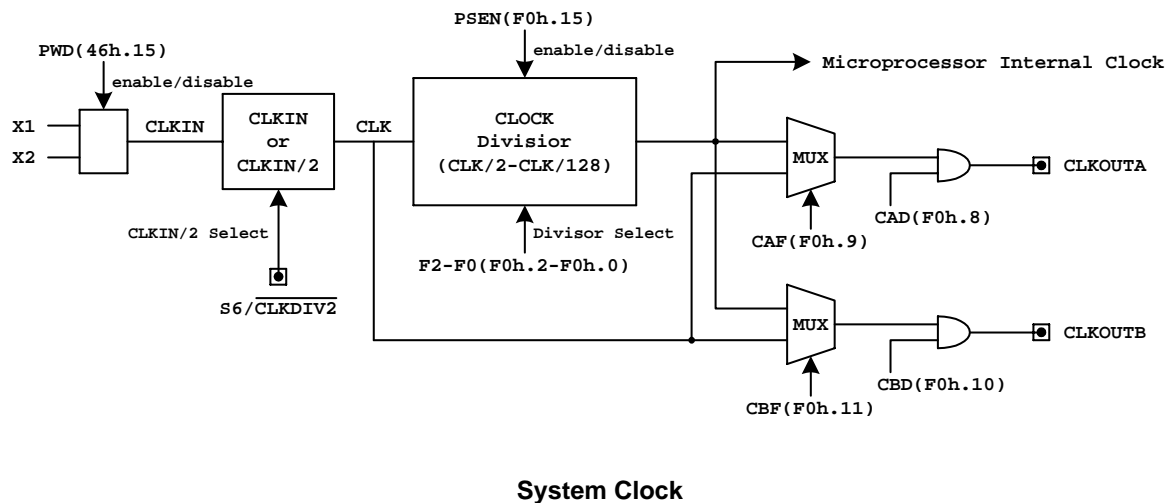 PSEN(F0h.15)
PWD(46h.15)
enable/disable
enable/disable
Microprocessor Internal Clock
X1
X2
CLKIN
CLKIN
or
CLKIN/2
CLK
CLOCK
Divisior
(CLK/2-CLK/128)
MUX
CLKOUTA
CAD(F0h.8)
CAF(F0h.9)
CLKIN/2 Select
Divisor Select
F2-F0(F0h.2-F0h.0)
S6/CLKDIV2
MUX
CLKOUTB
CBD(F0h.10)
CBF(F0h.11)
System Clock